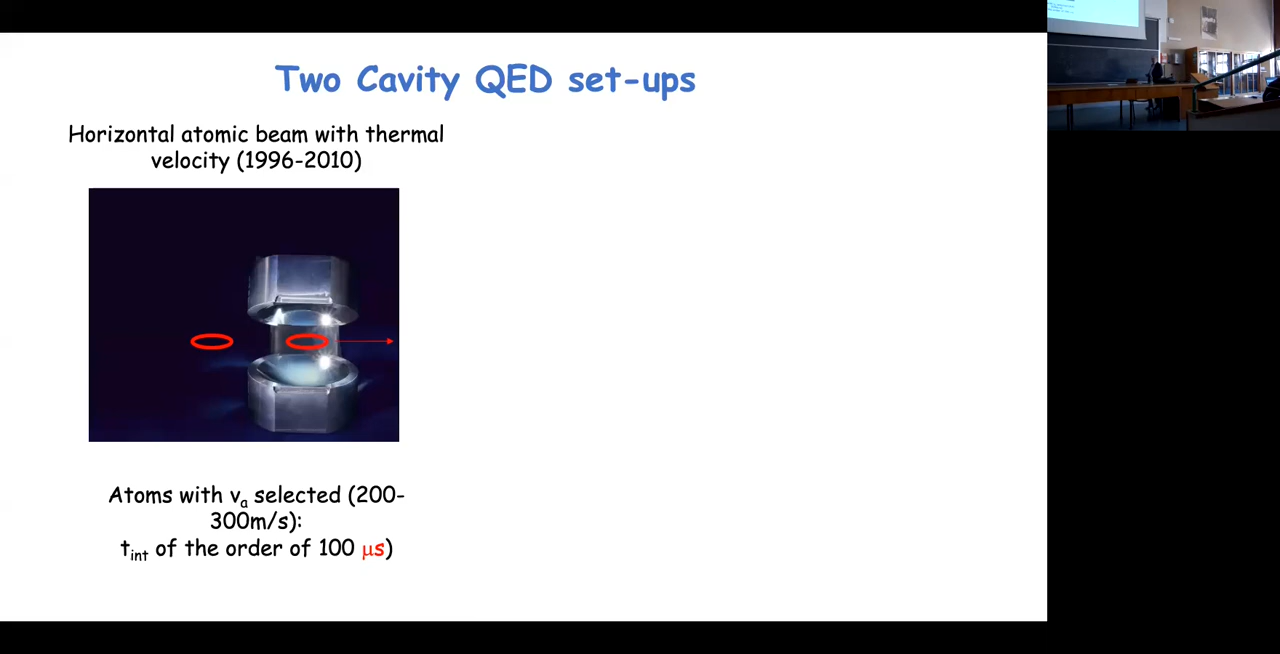 Two Cavity QED set-ups
Horizontal atomic beam with thermal
velocity (1996-2010)
Atoms with va selected (200-
300m/s):
tint of the order of 100 μs)